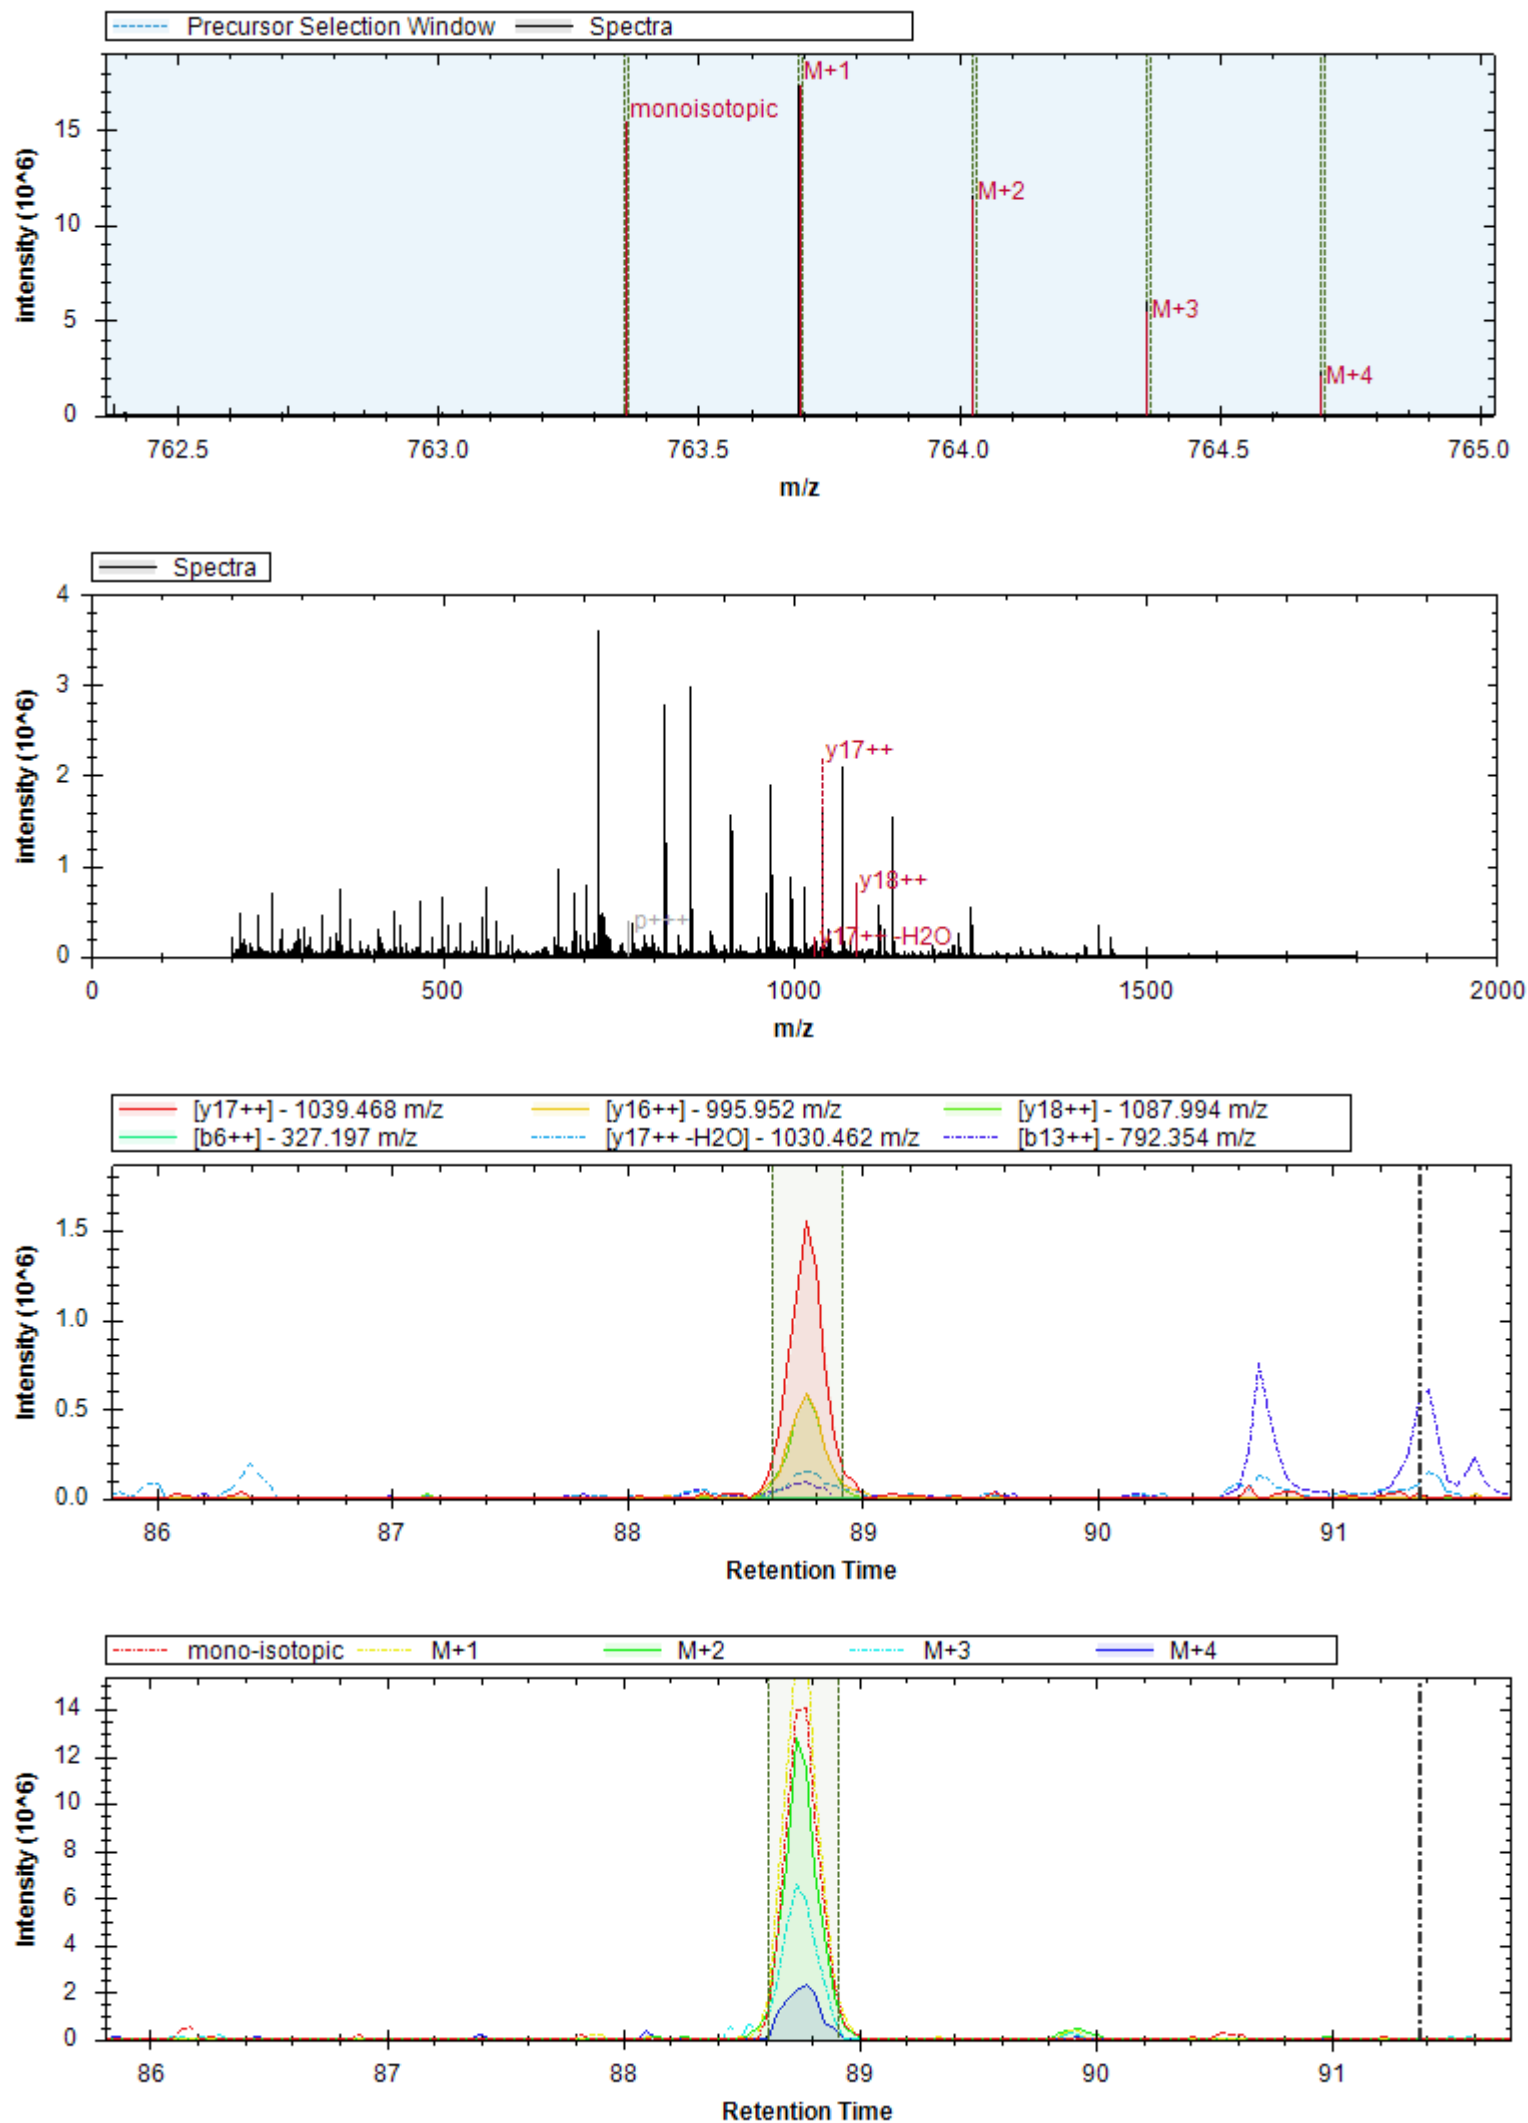 Precursor Selection Window Spectra
intensity (10^6)
15
10
5
0
monoisotopic
M+1
M+2
M+3
M+4
762.5 763.0 763.5 764.0 764.5 765.0
m/z
Spectra
intensity (10^6)
4
3
2
1
0
p+++
y17++
y18++
y17++ -H2O
0 500 1000 1500 2000
m/z
[y17++] - 1039.468 m/z [y16++] - 995.952 m/z [y18++] - 1087.994 m/z
[b6++] - 327.197 m/z [y17++ -H2O] - 1030.462 m/z [b13++] - 792.354 m/z
Intensity (10^6)
1.5
1.0
0.5
0.0
86 87 88 89 90 91
Retention Time
mono-isotopic M+1 M+2 M+3 M+4
Intensity (10^6)
14
12
10
8
6
4
2
0
86 87 88 89 90 91
Retention Time